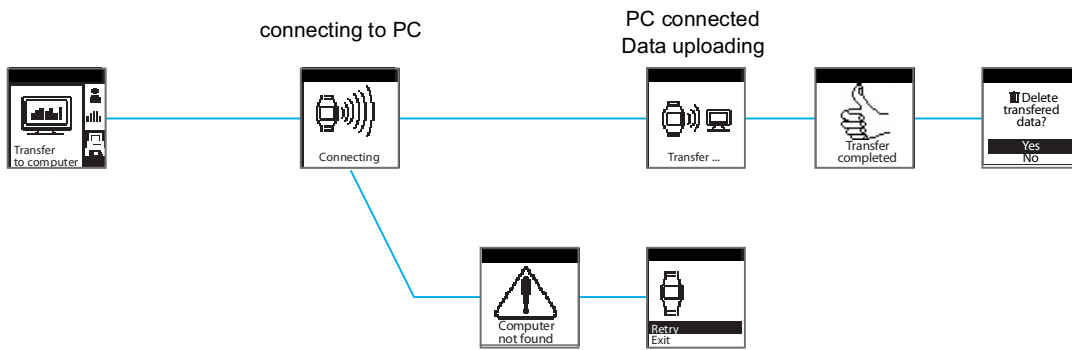 connecting to PC
PC connected
Data uploading
Transfer
to computer
Connecting
Transfer ...
Transfer
completed
Delete
transfered
data?
Yes
No
Computer
not found
Retry
Exit